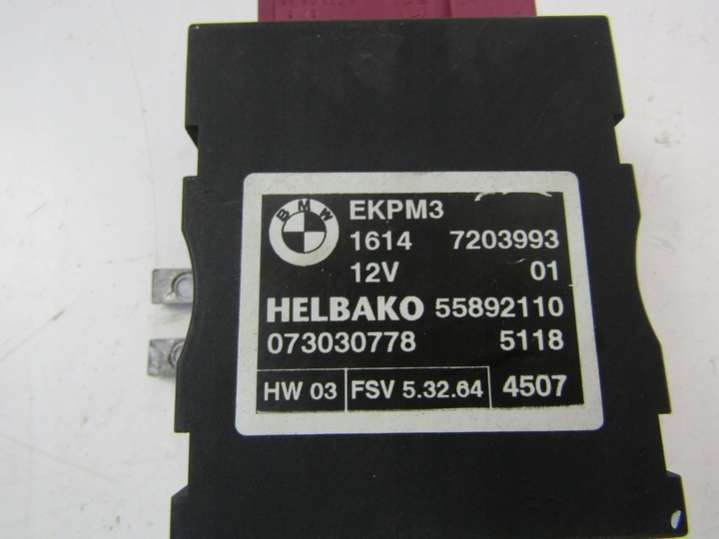 BMW
EKPM3
1614 7203993
12V 01
HELBAKO 55892110
073030778 5118
HW 03 FSV 5.32.64 4507